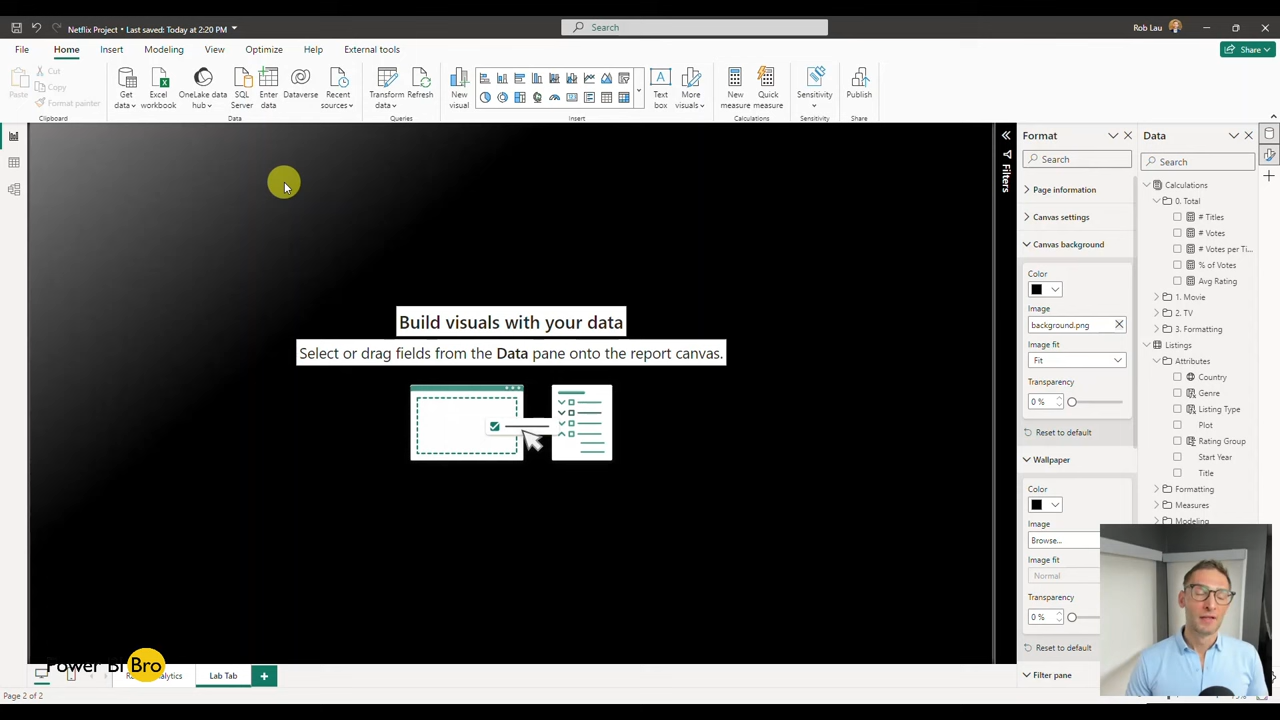 Netflix Project • Last saved: Today at 2:20 PM
Search
Rob Lau
File
Home
Insert
Modeling
View
Optimize
Help
External tools
Share
Paste
Cut
Copy
Format painter
Clipboard
Get data
Excel workbook
OneLake data hub
SQL Server
Enter data
Dataverse
Recent sources
Data
Transform data
Refresh
Queries
New visual
Text box
More visuals
Insert
New measure
Quick measure
Calculations
Sensitivity
Sensitivity
Publish
Share
Build visuals with your data
Select or drag fields from the Data pane onto the report canvas.
Filters
Format
Search
Page information
Canvas settings
Canvas background
Color
Image
background.png
Image fit
Fit
Transparency
0 %
Reset to default
Wallpaper
Color
Image
Browse...
Image fit
Normal
Transparency
0 %
Reset to default
Filter pane
Data
Search
Calculations
0. Total
# Titles
# Votes
# Votes per Ti...
% of Votes
Avg Rating
1. Movie
2. TV
3. Formatting
Listings
Attributes
Country
Genre
Listing Type
Plot
Rating Group
Start Year
Title
Formatting
Measures
Modeling
Power BI Bro
Lab Tab
Page 2 of 2